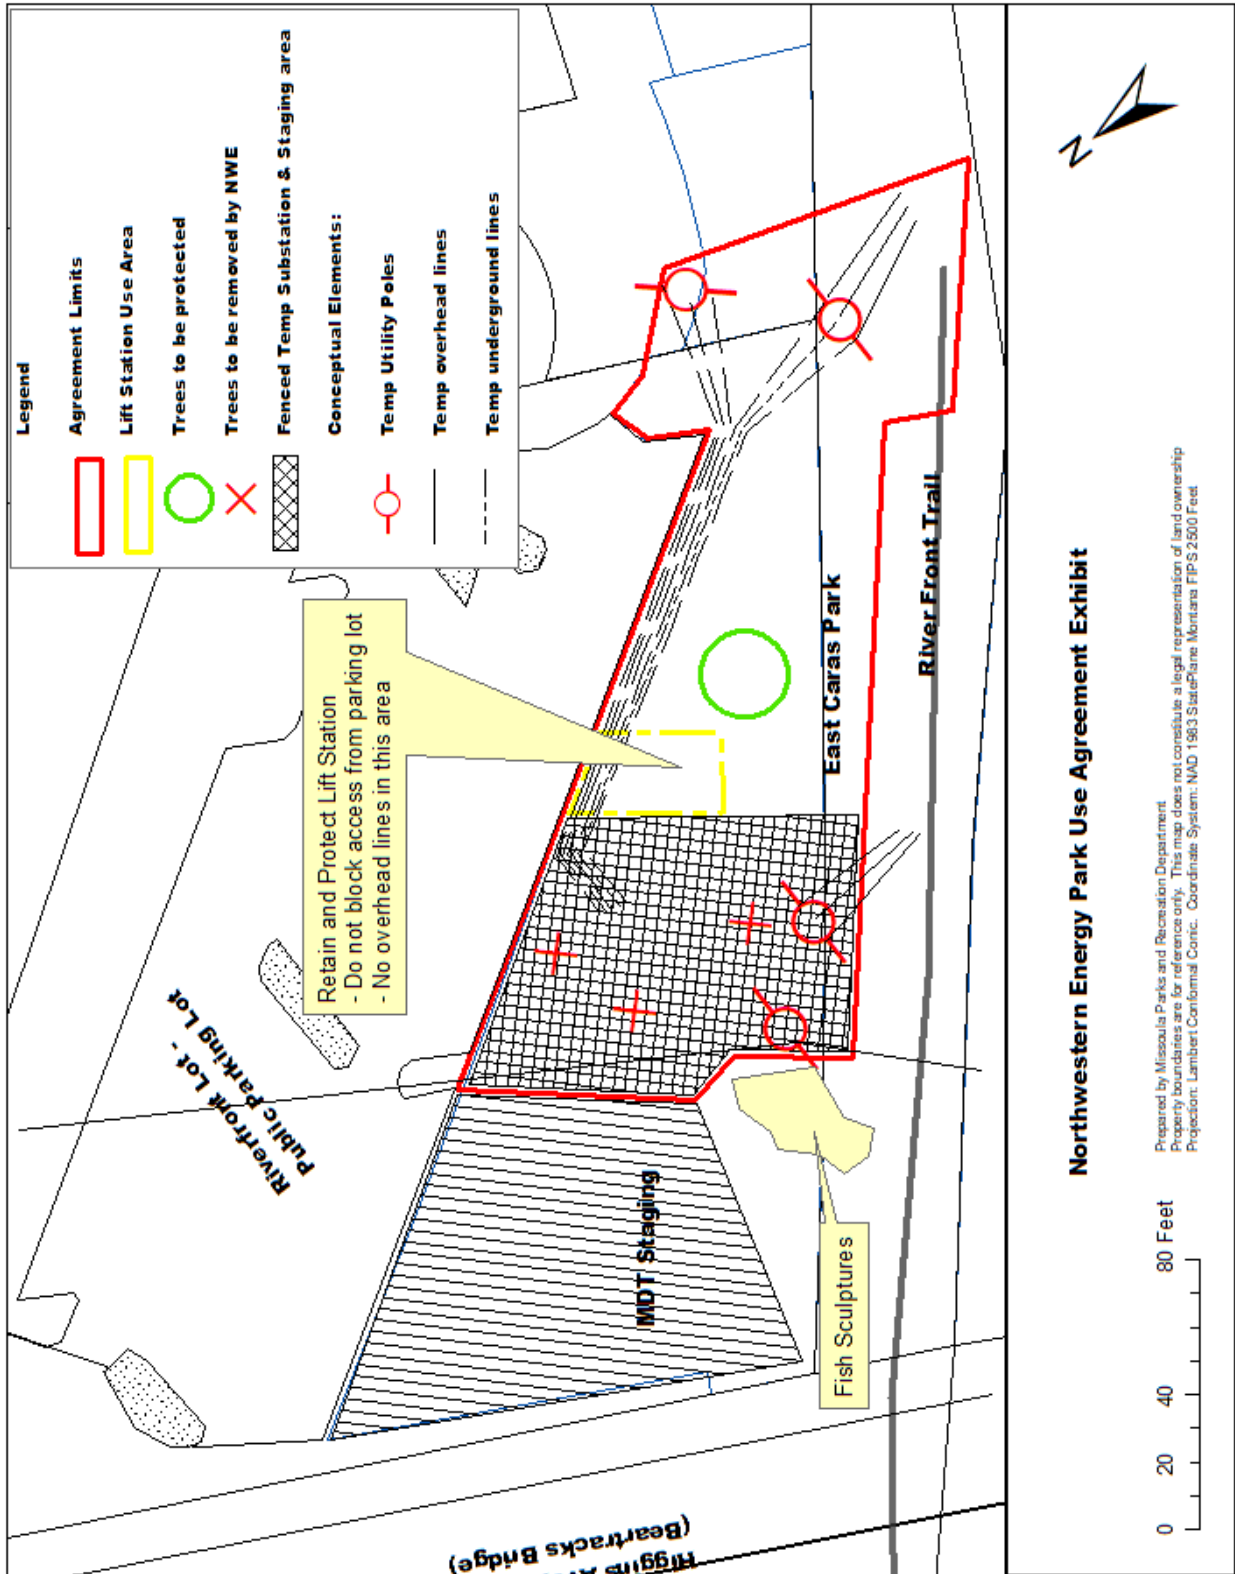 Legend
Agreement Limits
Lift Station Use Area
Trees to be protected
Trees to be removed by NWE
Fenced Temp Substation & Staging area
Conceptual Elements:
Temp Utility Poles
Temp overhead lines
Temp underground lines
N
Retain and Protect Lift Station
- Do not block access from parking lot
- No overhead lines in this area
Riverfront Lot -
Public Parking Lot
East Caras Park
River Front Trail
MDT Staging
Fish Sculptures
Higgins
(Beartracks Bridge)
Northwestern Energy Park Use Agreement Exhibit
Prepared by Missoula Parks and Recreation Department
Property boundaries are for reference only. This map does not constitute a legal representation of land ownership
Projection: Lambert Conformal Conic. Coordinate System: NAD 1983 StatePlane Montana FIPS 2500 Feet
0 20 40 80 Feet